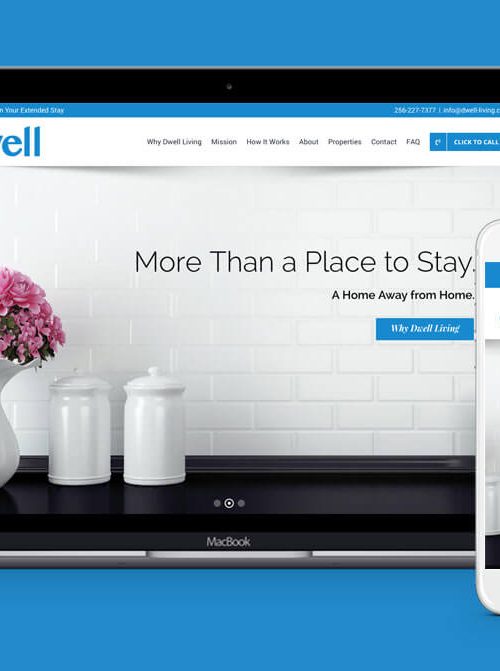 n Your Extended Stay
256-227-7377 | info@dwell-living.c
well
Why Dwell Living Mission How It Works About Properties Contact FAQ CLICK TO CALL
More Than a Place to Stay.
A Home Away from Home.
Why Dwell Living
MacBook